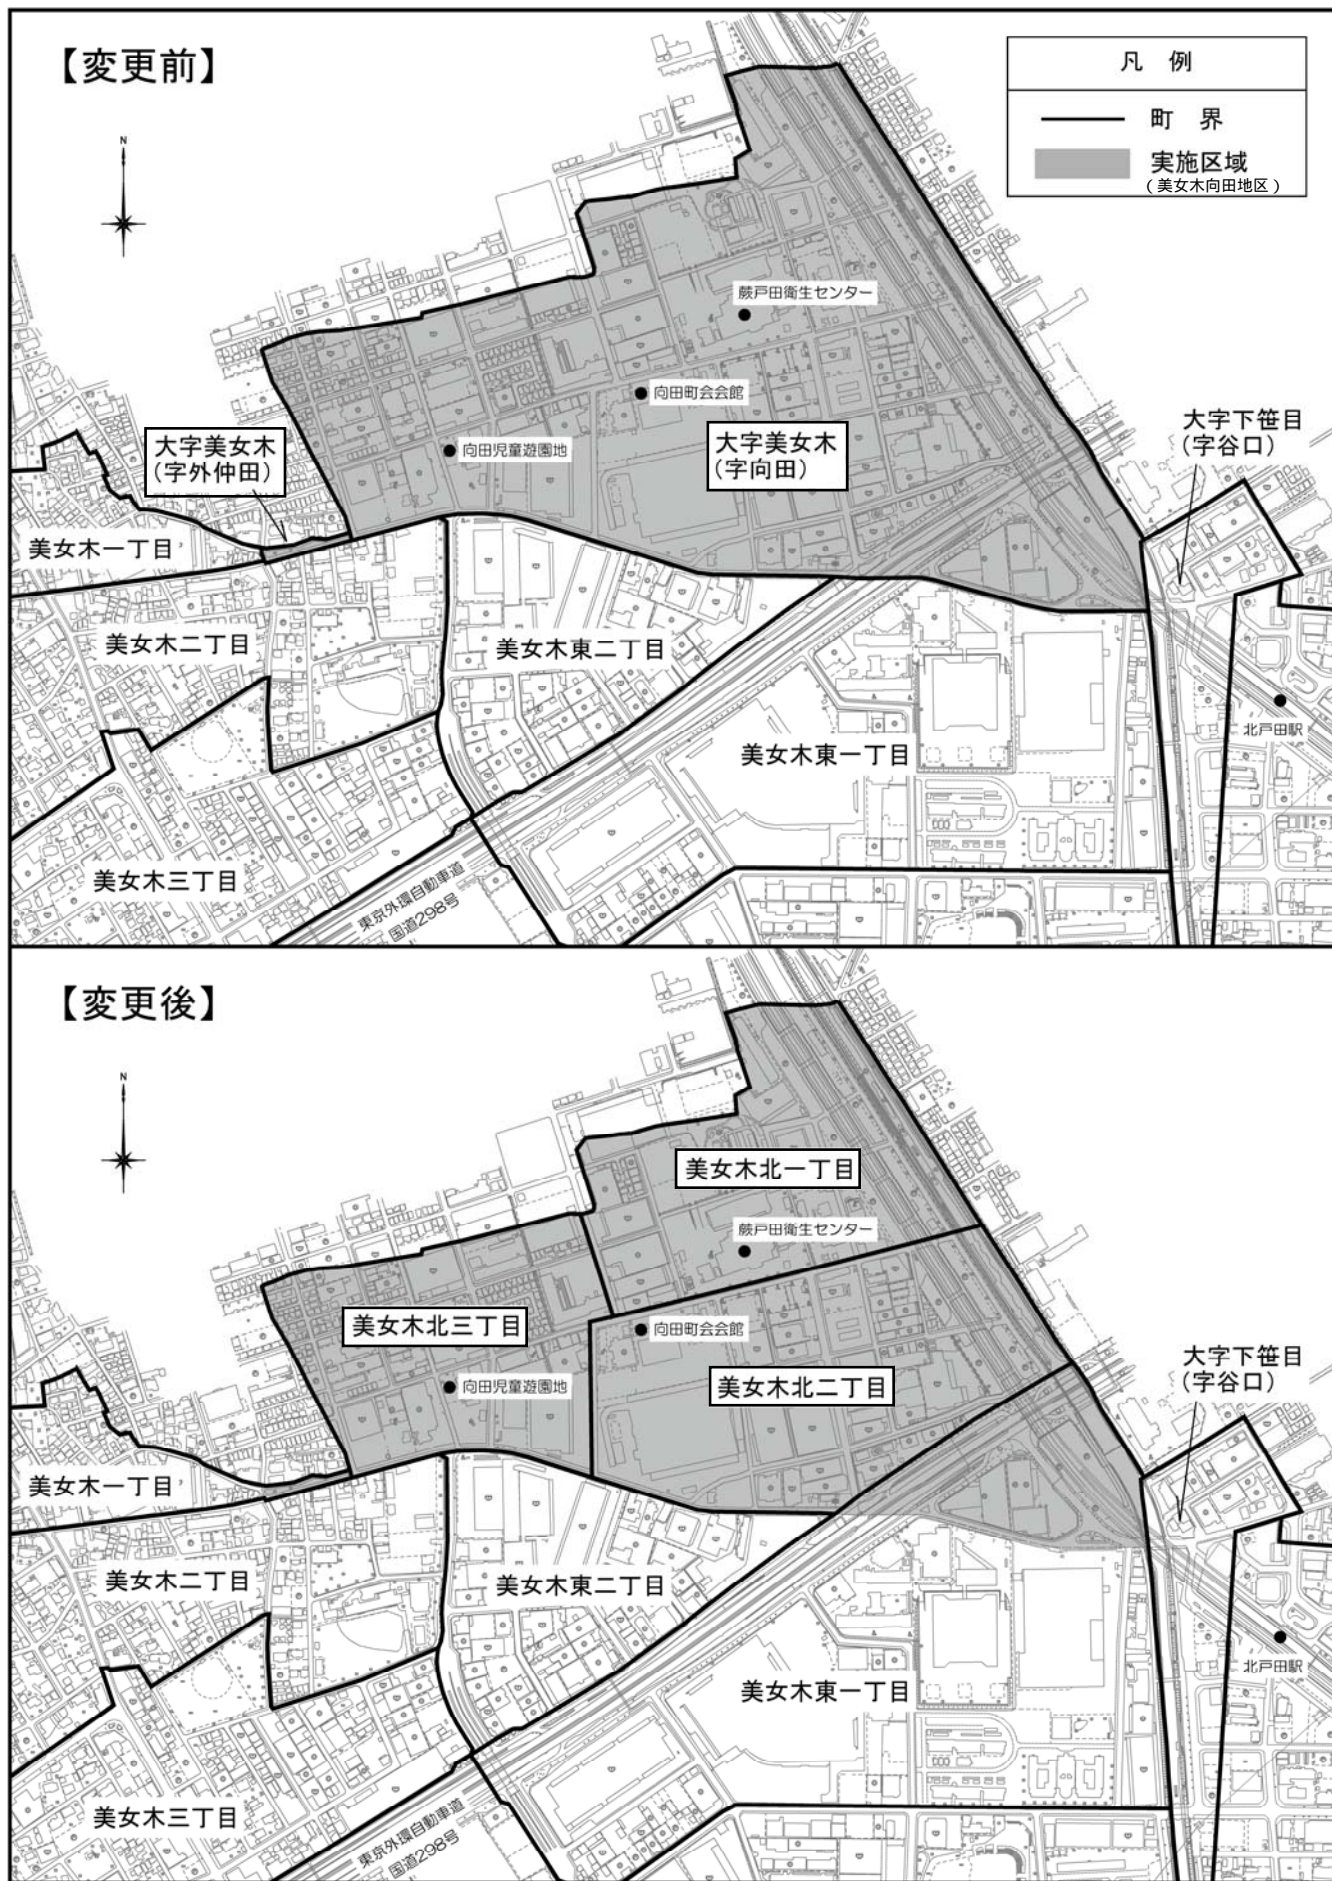 【変更前】
凡 例
町 界
実施区域
(美女木向田地区)
N
蕨戸田衛生センター
向田町会会館
大字美女木
(字外仲田)
向田児童遊園地
大字美女木
(字向田)
大字下笹目
(字谷口)
美女木一丁目
美女木二丁目
美女木東二丁目
美女木東一丁目
北戸田駅
美女木三丁目
東京外環自動車道
国道298号
【変更後】
N
美女木北一丁目
蕨戸田衛生センター
美女木北三丁目
向田町会会館
向田児童遊園地
美女木北二丁目
大字下笹目
(字谷口)
美女木一丁目
美女木二丁目
美女木東二丁目
美女木東一丁目
北戸田駅
美女木三丁目
東京外環自動車道
国道298号